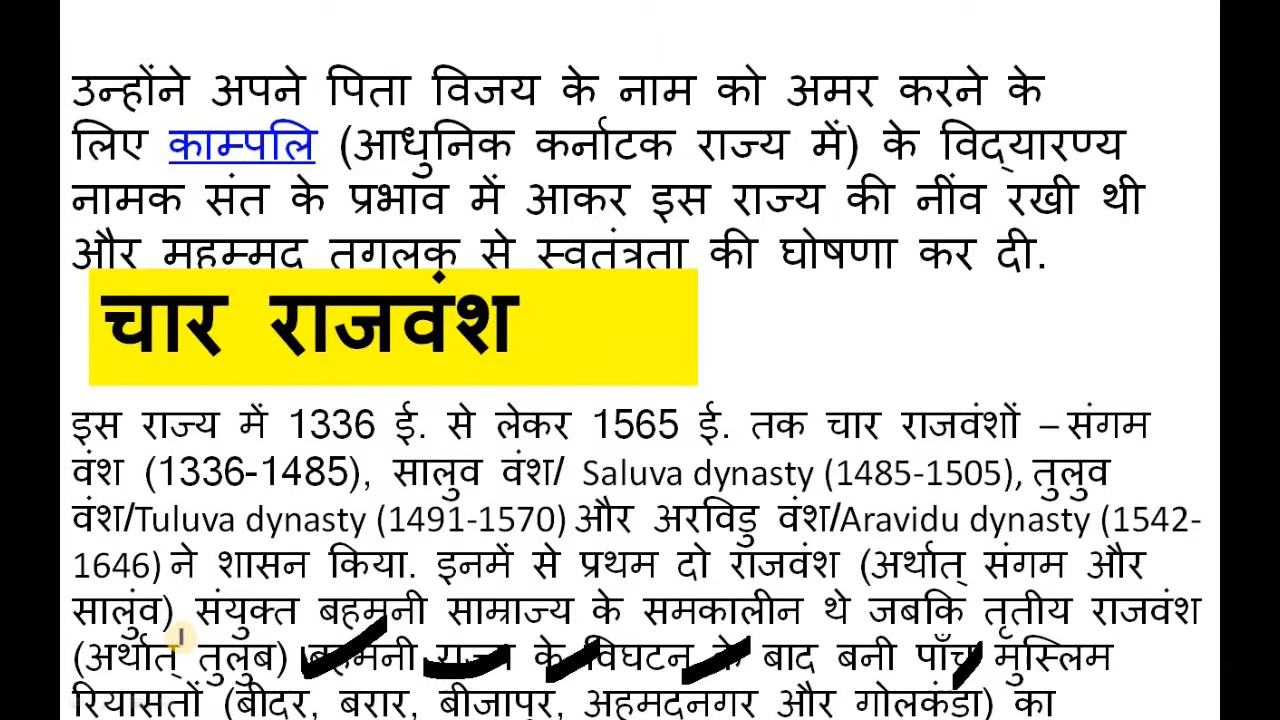 उन्होंने अपने पिता विजय के नाम को अमर करने के
लिए काम्पलि (आधुनिक कर्नाटक राज्य में) के विद्यारण्य
नामक संत के प्रभाव में आकर इस राज्य की नींव रखी थी
और मुहम्मद तुगलक से स्वतंत्रता की घोषणा कर दी.
चार राजवंश
इस राज्य में 1336 ई. से लेकर 1565 ई. तक चार राजवंशों – संगम
वंश (1336-1485), सालुव वंश/ Saluva dynasty (1485-1505), तुलुव
वंश/Tuluva dynasty (1491-1570) और अरविडु वंश/Aravidu dynasty (1542-
1646) ने शासन किया. इनमें से प्रथम दो राजवंश (अर्थात् संगम और
सालुंव) संयुक्त बहमनी साम्राज्य के समकालीन थे जबकि तृतीय राजवंश
(अर्थात् तुलुंब) बहमनी राज्य के विघटन के बाद बनी पाँच मुस्लिम
रियासतों (बीदर, बरार, बीजापुर, अहमदनगर और गोलकुंडा) का